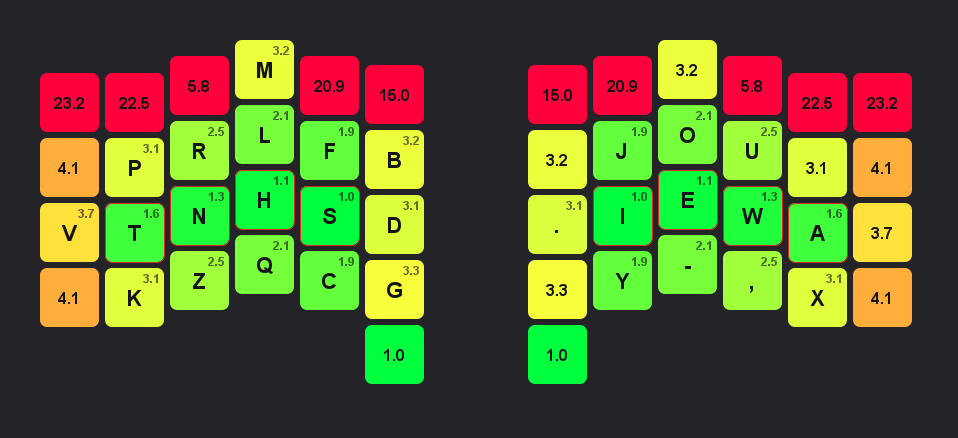 3.2 3.2
M
5.8 5.8
15.0 15.0
23.2 22.5 20.9 20.9 22.5 23.2
2.1 2.1
L O
2.5 1.9 1.9 2.5
R F J U
3.1 3.2
4.1 P B 3.2 3.1 4.1
1.1 1.1
H E
1.3 1.0 1.0 1.3
N S I W
3.7 1.6 3.1 3.1 1.6
V T D . A 3.7
2.1 2.1
Q -
2.5 1.9 1.9 2.5
Z C Y ,
3.1 3.3 3.1
4.1 K G 3.3 X 4.1
1.0 1.0